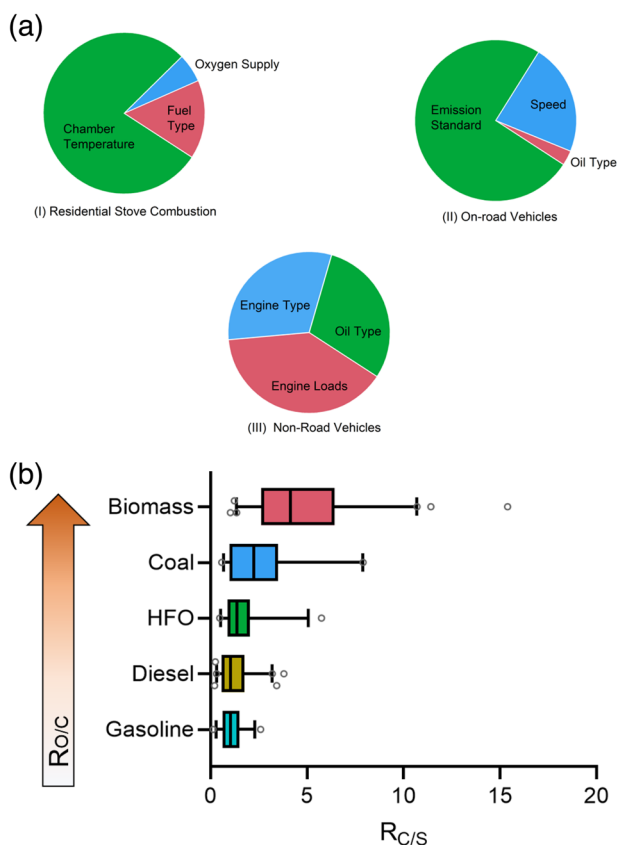 (a)
Oxygen Supply
Fuel
Type
Chamber
Temperature
(I) Residential Stove Combustion
Emission
Standard
Speed
Oil Type
(II) On-road Vehicles
Engine Type
Oil Type
Engine Loads
(III) Non-Road Vehicles
(b)
RO/C
Biomass
Coal
HFO
Diesel
Gasoline
0 5 10 15 20
RC/S